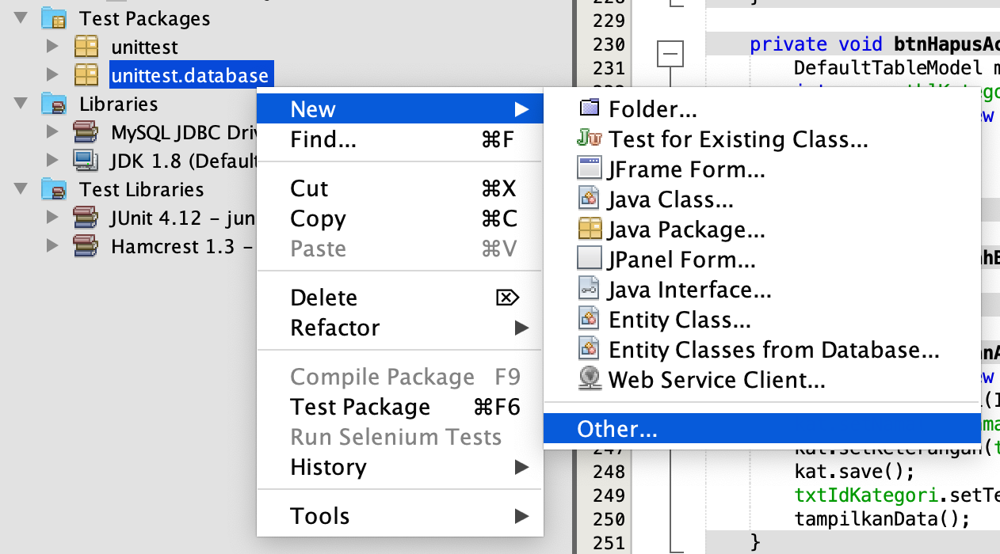 Test Packages
unittest
unittest.database
Libraries
MySQL JDBC Driv
JDK 1.8 (Default
Test Libraries
JUnit 4.12 – jun
Hamcrest 1.3 –
New
Find... ⌘F
Cut ⌘X
Copy ⌘C
Paste ⌘V
Delete ⌦
Refactor
Compile Package F9
Test Package ⌘F6
Run Selenium Tests
History
Tools
Folder...
Test for Existing Class...
JFrame Form...
Java Class...
Java Package...
JPanel Form...
Java Interface...
Entity Class...
Entity Classes from Database...
Web Service Client...
Other...
229
230 private void btnHapusAc
231 DefaultTableModel m
248 kat.save();
249 txtIdKategori.setTe
250 tampilkanData();
251 }